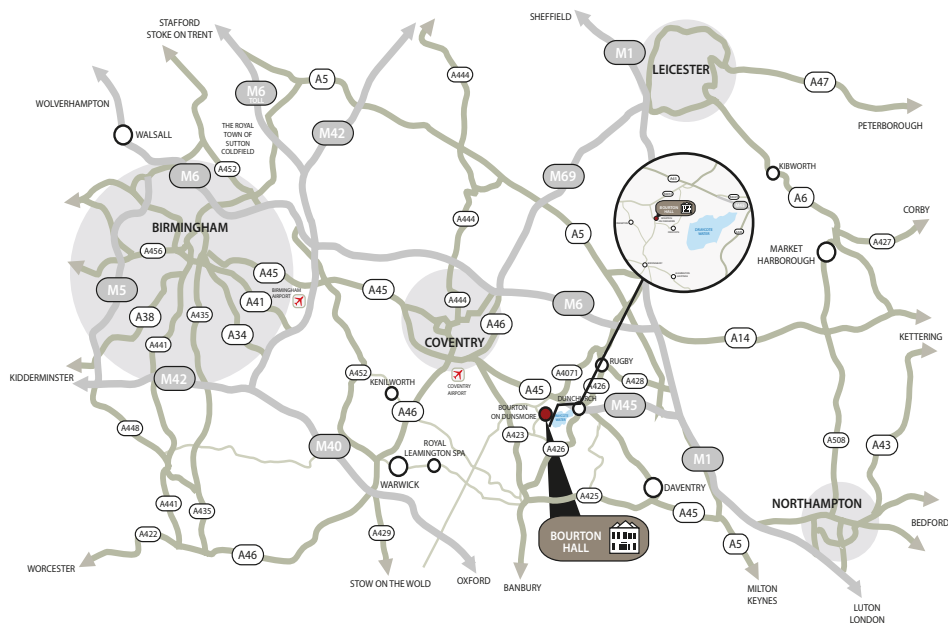 SHEFFIELD
STAFFORD
STOKE ON TRENT
M1
LEICESTER
A5
A444
A47
M6
TOLL
WOLVERHAMPTON
PETERBOROUGH
WALSALL
THE ROYAL
TOWN OF
SUTTON
COLDFIELD
M42
A452
M6
M69
KIBWORTH
A6
CORBY
BOURTON
HALL
BIRMINGHAM
A444
A5
A427
A456
MARKET
HARBOROUGH
A45
M5
BIRMINGHAM
AIRPORT
A45
A41
A444
M6
A38
A435
A46
A34
A441
COVENTRY
A14
KETTERING
KIDDERMINSTER
M42
A452
KENILWORTH
COVENTRY
AIRPORT
A4071
RUGBY
A45
A426
A428
DUNCHURCH
M45
BOURTON
ON DUNSMORE
A46
A448
M40
ROYAL
LEAMINGTON SPA
A423
A426
A508
A43
M1
WARWICK
DAVENTRY
A441
A435
A425
A45
NORTHAMPTON
BEDFORD
A422
A46
A429
BOURTON
HALL
A5
WORCESTER
STOW ON THE WOLD
OXFORD
BANBURY
MILTON
KEYNES
LUTON
LONDON